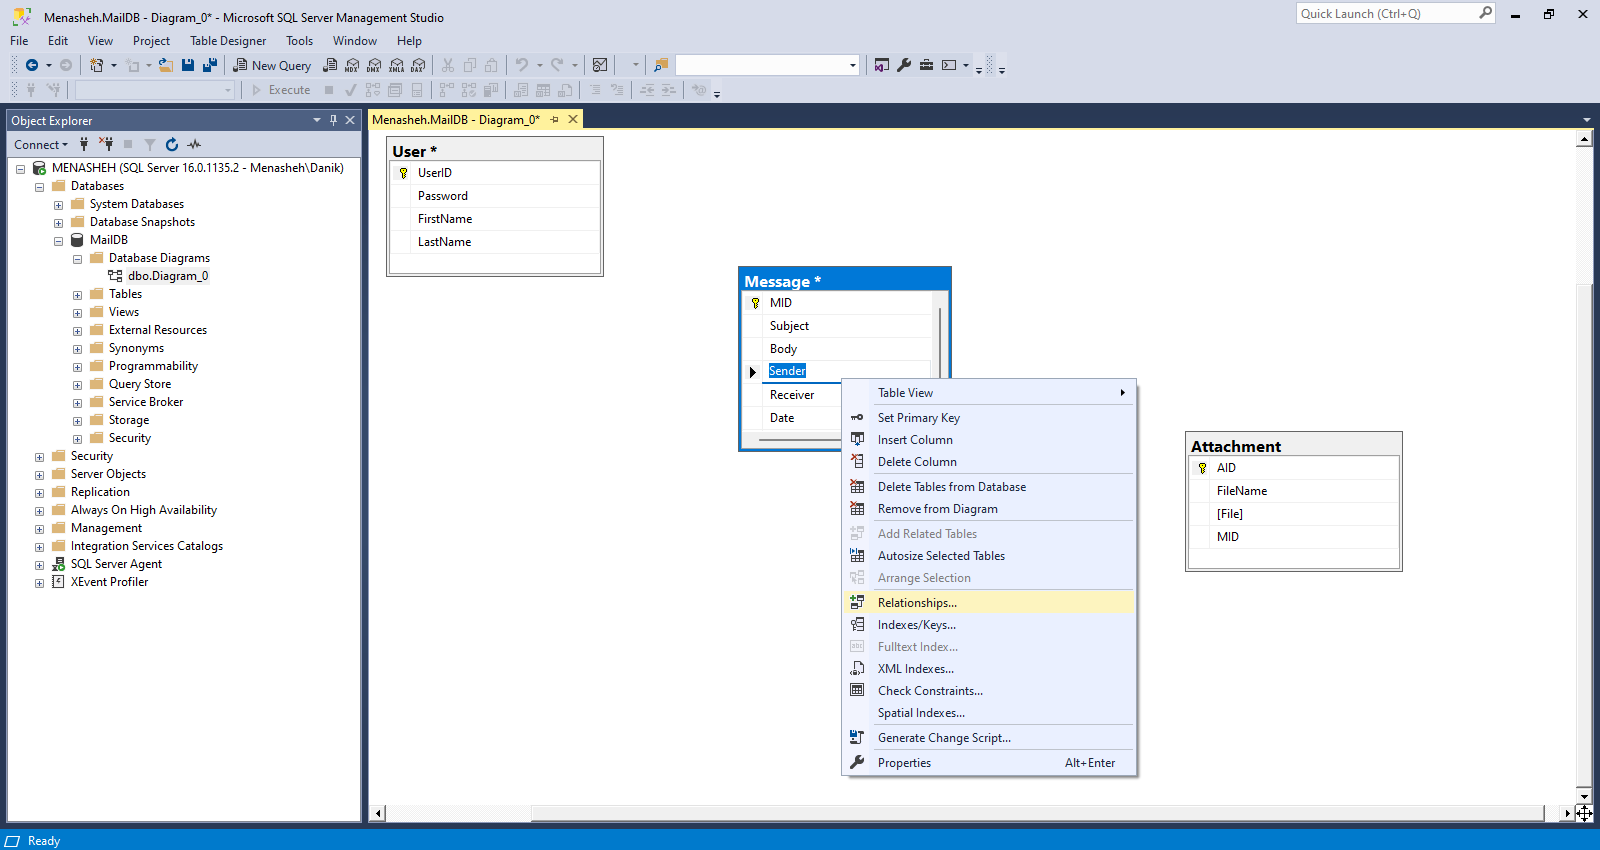 Menasheh.MailDB - Diagram_0* - Microsoft SQL Server Management Studio
Quick Launch (Ctrl+Q)
File Edit View Project Table Designer Tools Window Help
New Query
MDX DMX XMLA DAX
Execute
Object Explorer
Menasheh.MailDB - Diagram_0*
Connect
MENASHEH (SQL Server 16.0.1135.2 - Menasheh\Danik)
Databases
System Databases
Database Snapshots
MailDB
Database Diagrams
dbo.Diagram_0
Tables
Views
External Resources
Synonyms
Programmability
Query Store
Service Broker
Storage
Security
Security
Server Objects
Replication
Always On High Availability
Management
Integration Services Catalogs
SQL Server Agent
XEvent Profiler
User *
UserID
Password
FirstName
LastName
Message *
MID
Subject
Body
Sender
Receiver
Date
Table View
Set Primary Key
Insert Column
Delete Column
Delete Tables from Database
Remove from Diagram
Add Related Tables
Autosize Selected Tables
Arrange Selection
Relationships...
Indexes/Keys...
abc
Fulltext Index...
XML Indexes...
Check Constraints...
Spatial Indexes...
Generate Change Script...
Properties Alt+Enter
Attachment
AID
FileName
[File]
MID
Ready